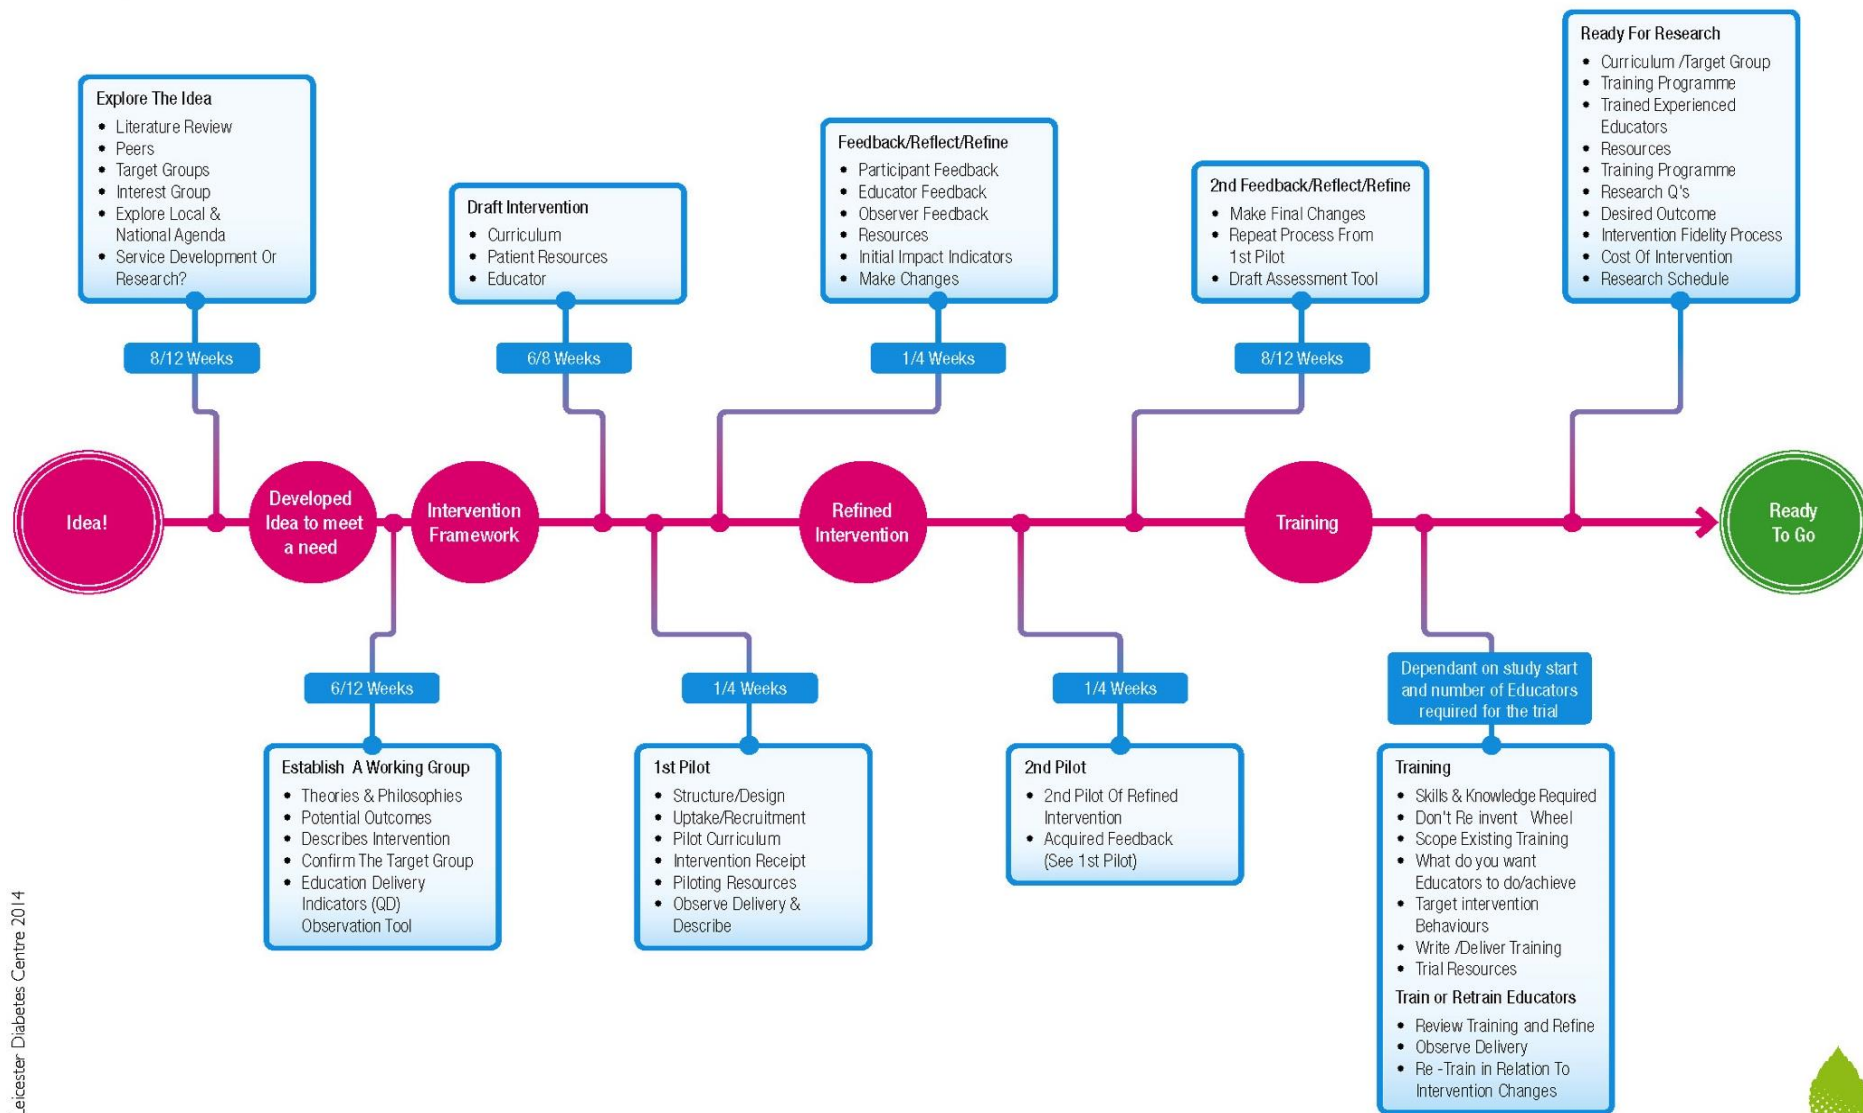 Explore The Idea
• Literature Review
• Peers
• Target Groups
• Interest Group
• Explore Local &
National Agenda
• Service Development Or
Research?
8/12 Weeks
Draft Intervention
• Curriculum
• Patient Resources
• Educator
6/8 Weeks
Feedback/Reflect/Refine
• Participant Feedback
• Educator Feedback
• Observer Feedback
• Resources
• Initial Impact Indicators
• Make Changes
1/4 Weeks
2nd Feedback/Reflect/Refine
• Make Final Changes
• Repeat Process From
1st Pilot
• Draft Assessment Tool
8/12 Weeks
Ready For Research
• Curriculum /Target Group
• Training Programme
• Trained Experienced
Educators
• Resources
• Training Programme
• Research Q's
• Desired Outcome
• Intervention Fidelity Process
• Cost Of Intervention
• Research Schedule
Idea!
Developed
Idea to meet
a need
Intervention
Framework
Refined
Intervention
Training
Ready
To Go
6/12 Weeks
Establish A Working Group
• Theories & Philosophies
• Potential Outcomes
• Describes Intervention
• Confirm The Target Group
• Education Delivery
Indicators (QD)
Observation Tool
1/4 Weeks
1st Pilot
• Structure/Design
• Uptake/Recruitment
• Pilot Curriculum
• Intervention Receipt
• Piloting Resources
• Observe Delivery &
Describe
1/4 Weeks
2nd Pilot
• 2nd Pilot Of Refined
Intervention
• Acquired Feedback
(See 1st Pilot)
Dependant on study start
and number of Educators
required for the trial
Training
• Skills & Knowledge Required
• Don't Re invent Wheel
• Scope Existing Training
• What do you want
Educators to do/achieve
• Target intervention
Behaviours
• Write /Deliver Training
• Trial Resources
Train or Retrain Educators
• Review Training and Refine
• Observe Delivery
• Re -Train in Relation To
Intervention Changes
eicester Diabetes Centre 2014